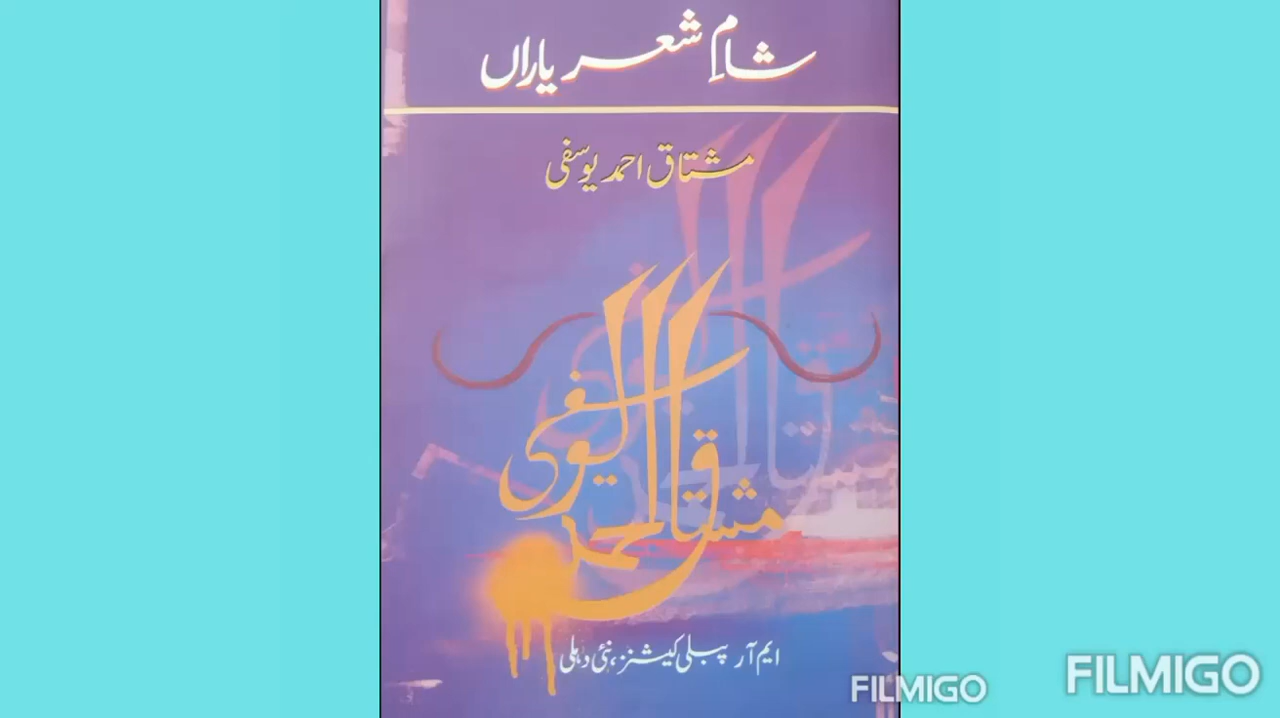 شامِ شعرِ یاراں
مشتاق احمد یوسفی
مشتاق احمد یوسفی
ایم آر پبلی کیشنز، نئی دہلی
FILMIGO
FILMIGO